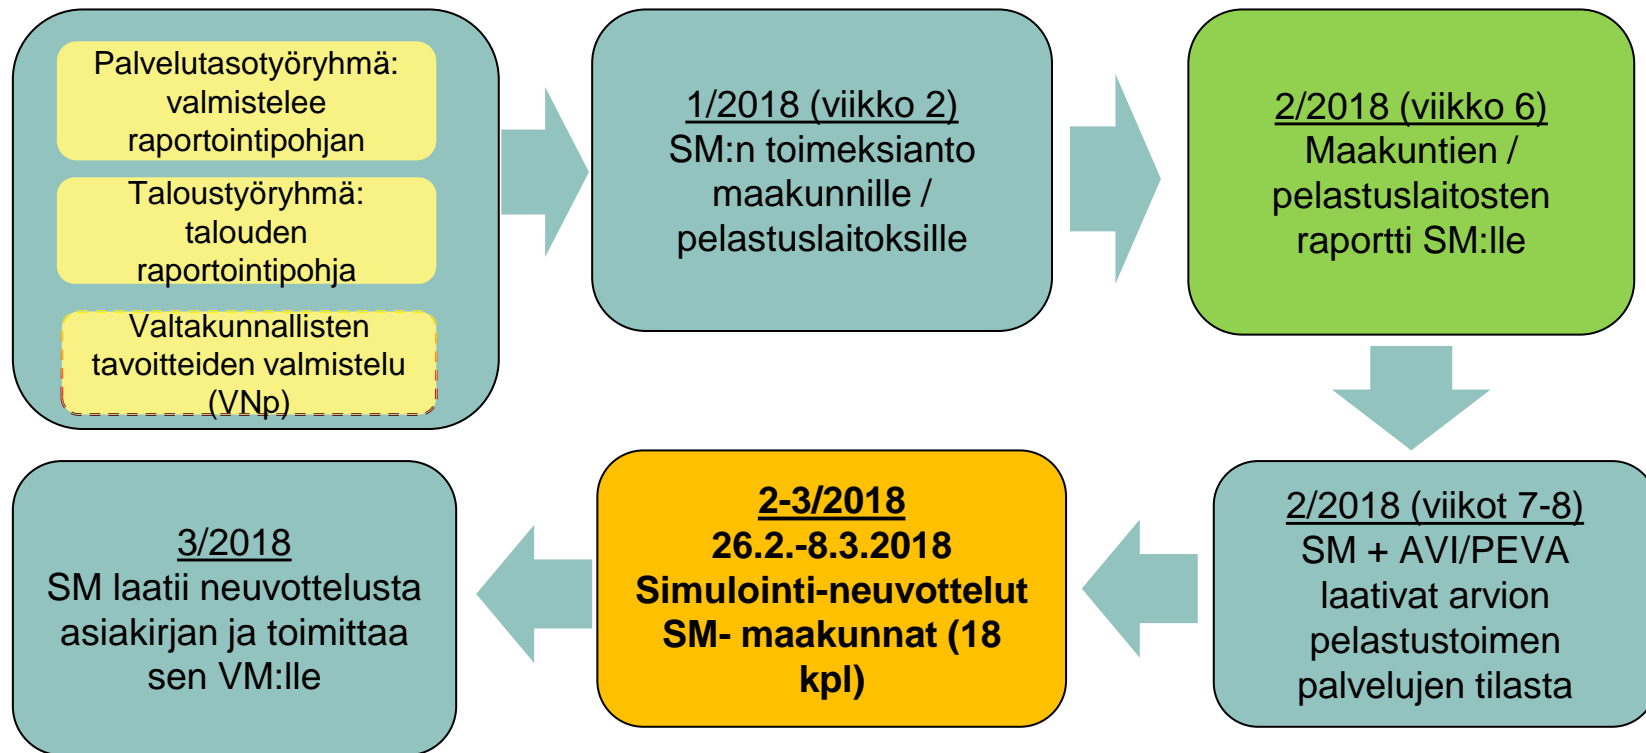 Palvelutasotyöryhmä:
valmistelee
raportointipohjan
Taloustyöryhmä:
talouden
raportointipohja
Valtakunnallisten
tavoitteiden valmistelu
(VNp)
1/2018 (viikko 2)
SM:n toimeksianto
maakunnille /
pelastuslaitoksille
2/2018 (viikko 6)
Maakuntien /
pelastuslaitosten
raportti SM:lle
2/2018 (viikot 7-8)
SM + AVI/PEVA
laativat arvion
pelastustoimen
palvelujen tilasta
2-3/2018
26.2.-8.3.2018
Simulointi-neuvottelut
SM- maakunnat (18
kpl)
3/2018
SM laatii neuvottelusta
asiakirjan ja toimittaa
sen VM:lle